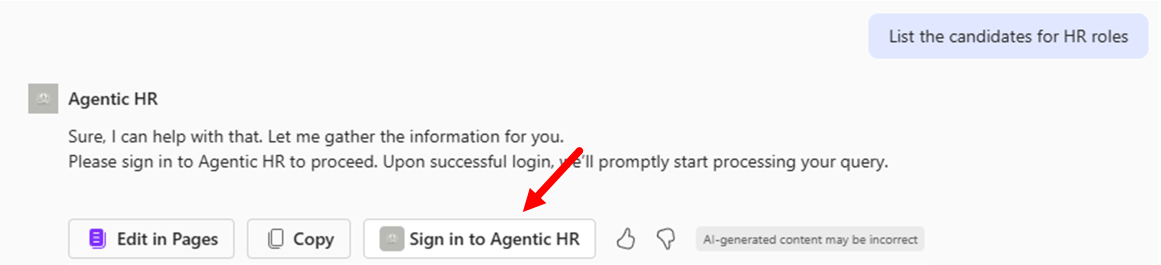 List the candidates for HR roles
Agentic HR
Sure, I can help with that. Let me gather the information for you.
Please sign in to Agentic HR to proceed. Upon successful login, we'll promptly start processing your query.
Edit in Pages
Copy
Sign in to Agentic HR
AI-generated content may be incorrect